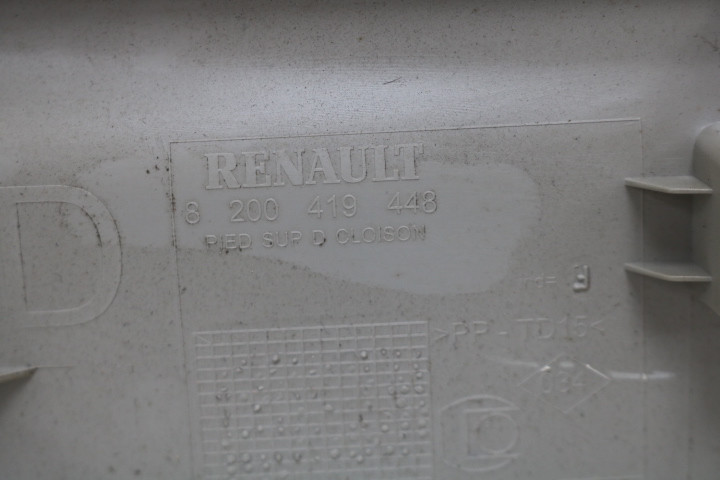 RENAULT
8 200 419 448
PIED SUP D CLOISON
D
>PP-TD15<